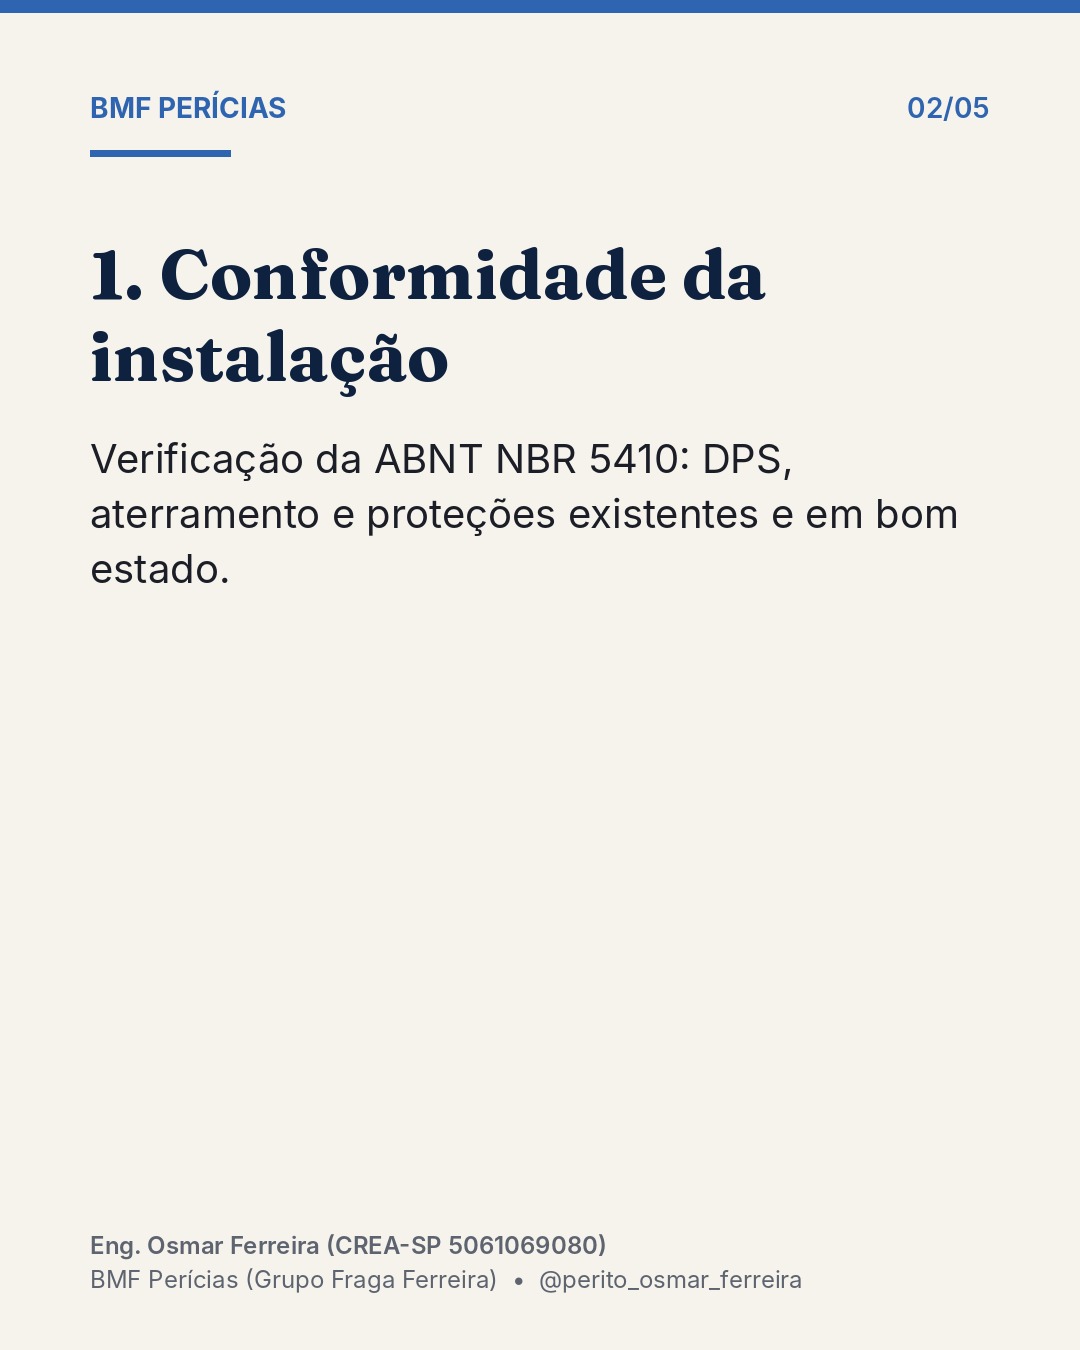 BMF PERÍCIAS
02/05
1. Conformidade da
instalação
Verificação da ABNT NBR 5410: DPS,
aterramento e proteções existentes e em bom
estado.
Eng. Osmar Ferreira (CREA-SP 5061069080)
BMF Perícias (Grupo Fraga Ferreira) • @perito_osmar_ferreira